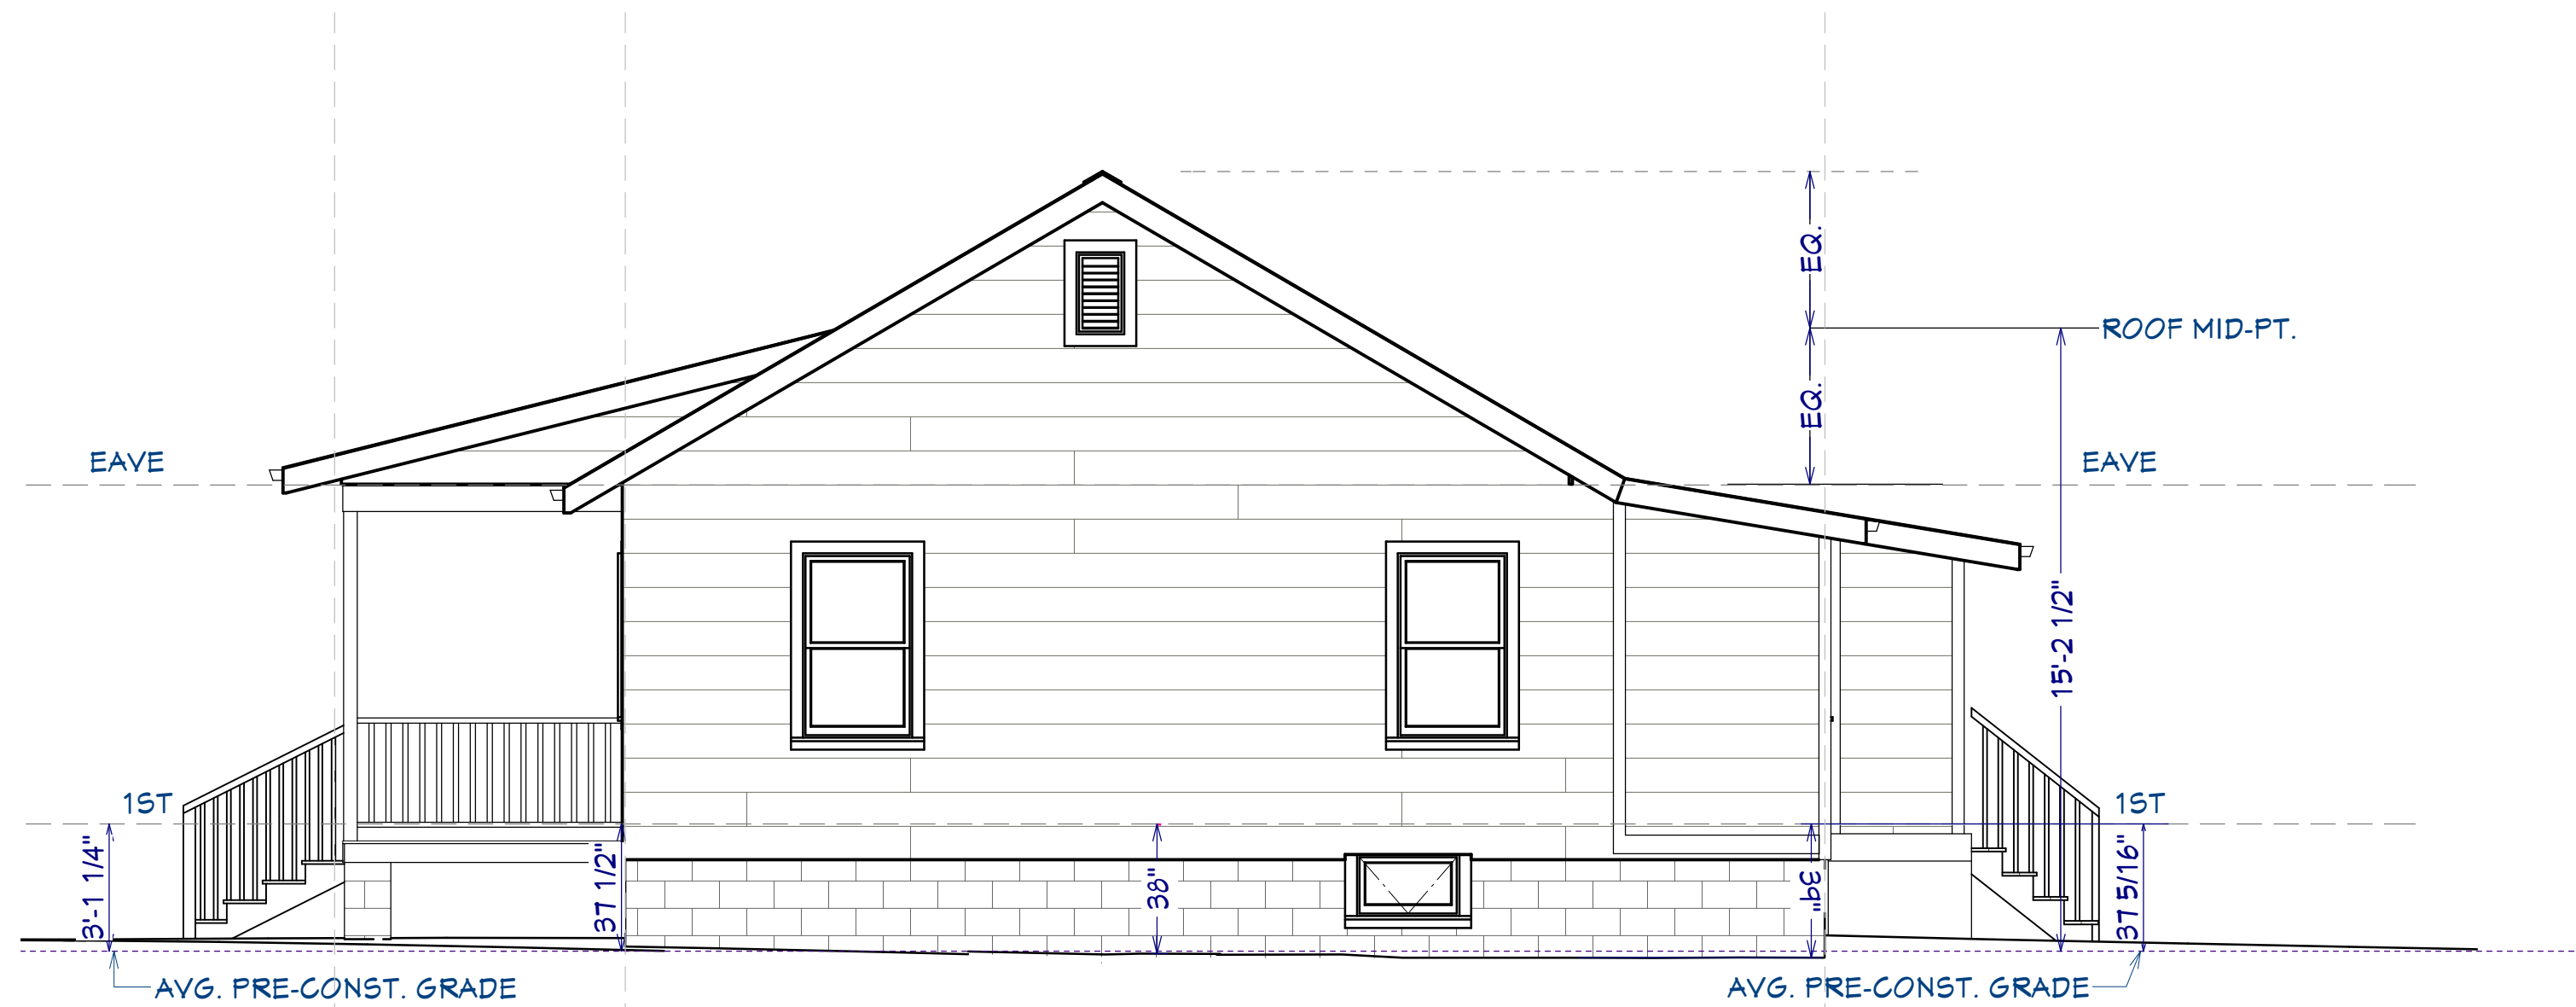 EQ.
ROOF MID-PT.
EQ.
EAVE
EAVE
15'-2 1/2"
1ST
1ST
3'-1 1/4"
37 1/2"
38"
39"
37 5/16"
AVG. PRE-CONST. GRADE
AVG. PRE-CONST. GRADE